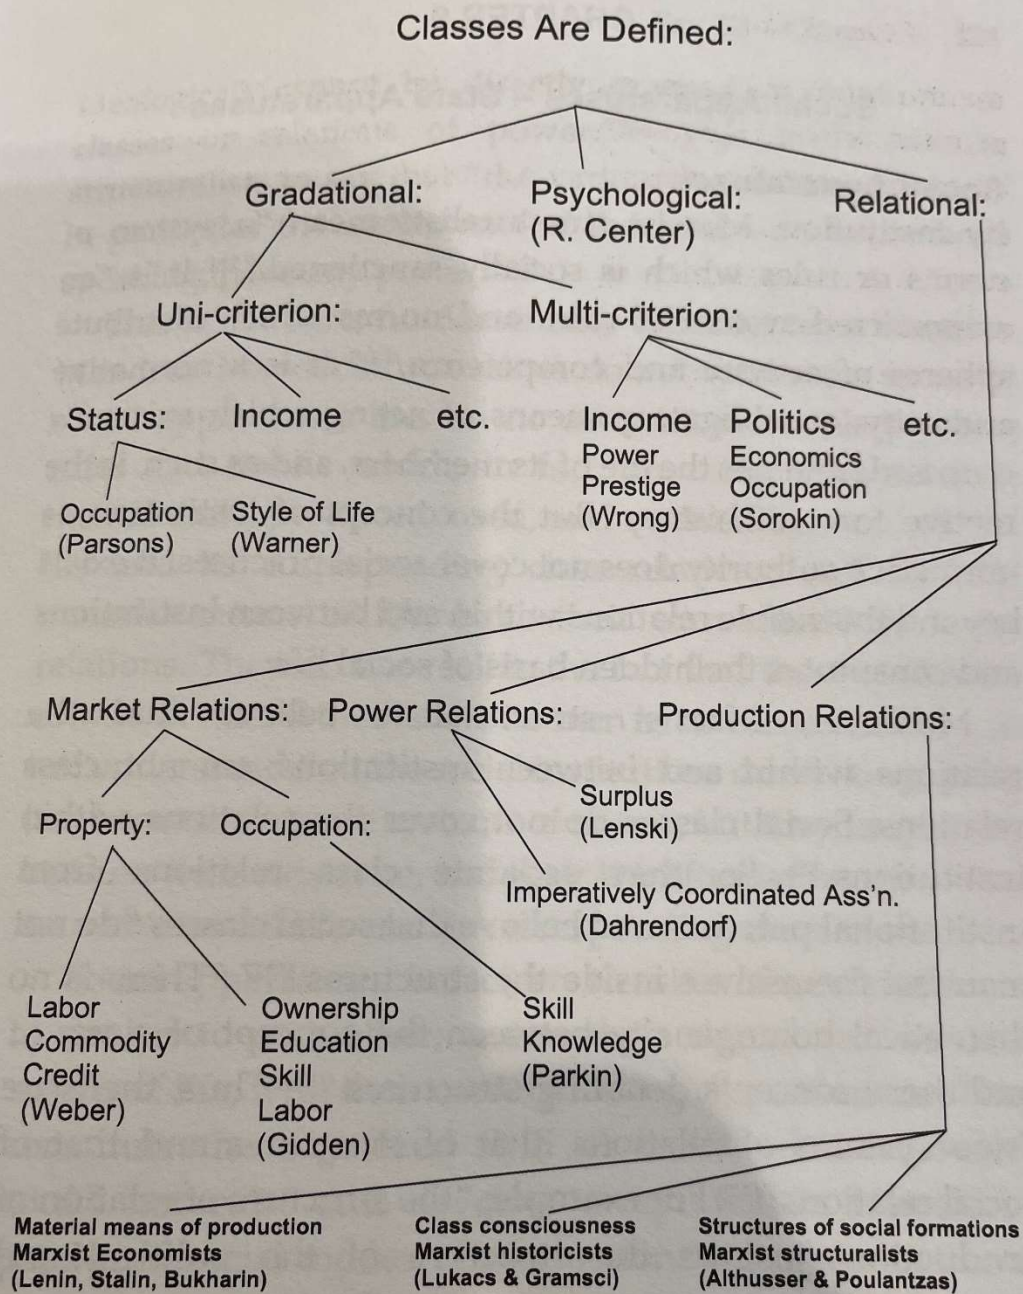 Classes Are Defined:
Gradational:
Psychological:
(R. Center)
Relational:
Uni-criterion:
Multi-criterion:
Status:
Income
etc.
Income
Power
Prestige
(Wrong)
Politics
Economics
Occupation
(Sorokin)
etc.
Occupation
(Parsons)
Style of Life
(Warner)
Market Relations:
Power Relations:
Production Relations:
Property:
Occupation:
Surplus
(Lenski)
Imperatively Coordinated Ass'n.
(Dahrendorf)
Labor
Commodity
Credit
(Weber)
Ownership
Education
Skill
Labor
(Gidden)
Skill
Knowledge
(Parkin)
Material means of production
Marxist Economists
(Lenin, Stalin, Bukharin)
Class consciousness
Marxist historicists
(Lukacs & Gramsci)
Structures of social formations
Marxist structuralists
(Althusser & Poulantzas)